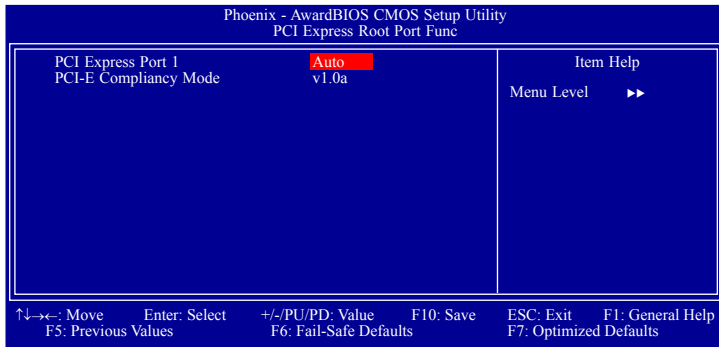 Phoenix - AwardBIOS CMOS Setup Utility
PCI Express Root Port Func
PCI Express Port 1 Auto
PCI-E Compliancy Mode v1.0a
Item Help
Menu Level ▶▶
↑↓→←: Move Enter: Select +/-/PU/PD: Value F10: Save ESC: Exit F1: General Help
F5: Previous Values F6: Fail-Safe Defaults F7: Optimized Defaults